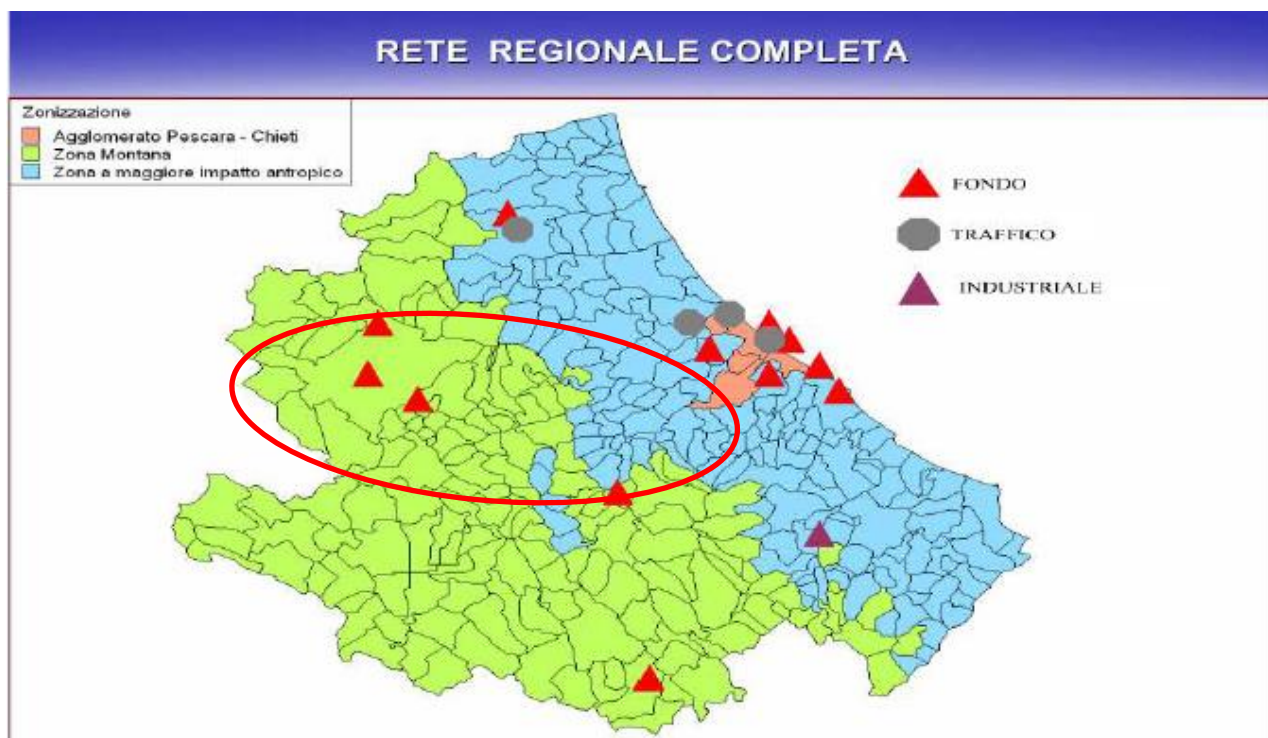 RETE REGIONALE COMPLETA
Zonizzazione
Agglomerato Pescara - Chieti
Zona Montana
Zona a maggiore impatto antropico
FONDO
TRAFFICO
INDUSTRIALE